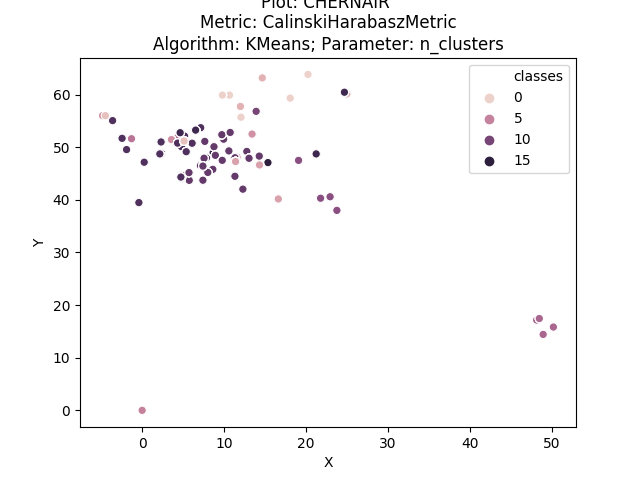 Plot: CHERNAIR
Metric: CalinskiHarabaszMetric
Algorithm: KMeans; Parameter: n_clusters
classes
0
5
10
15
60
50
40
30
20
10
0
Y
0 10 20 30 40 50
X